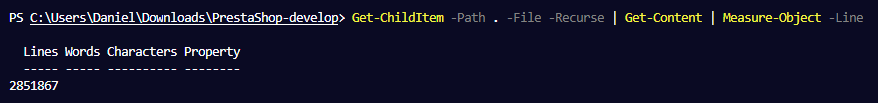 PS C:\Users\Daniel\Downloads\PrestaShop-develop> Get-ChildItem -Path . -File -Recurse | Get-Content | Measure-Object -Line
Lines Words Characters Property
----- ----- ---------- --------
2851867